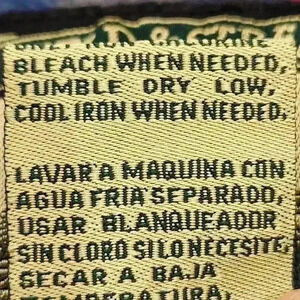 BLEACH WHEN NEEDED,
TUMBLE DRY LOW,
COOL IRON WHEN NEEDED.
LAVAR A MAQUINA CON
AGUA FRIA SEPARADO,
USAR BLANQUEADOR
SIN CLORO SI LO NECESITE,
SECAR A BAJA
TEMPERATURA